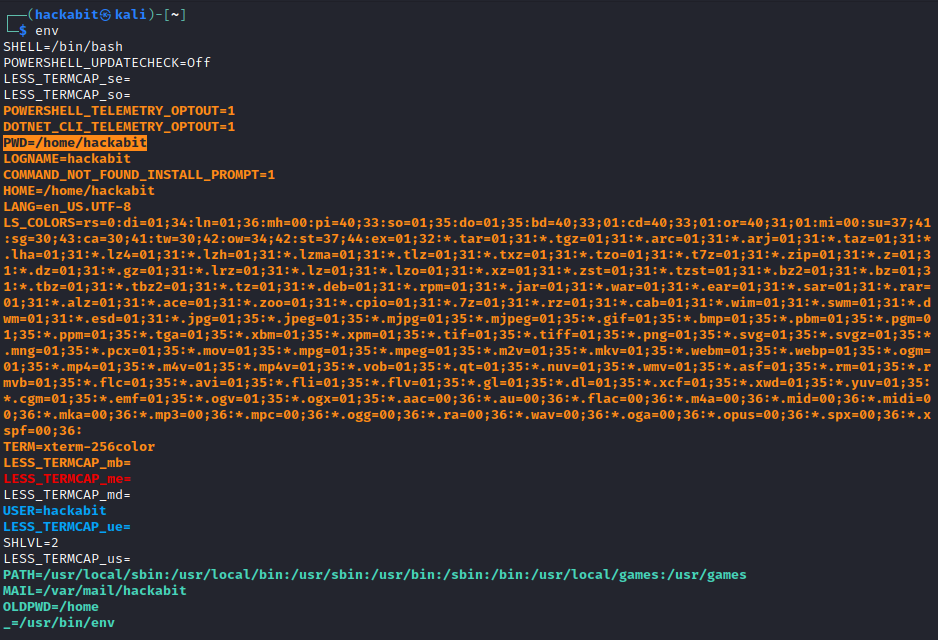 ┌──(hackabit㉿kali)-[~]
└─$ env
SHELL=/bin/bash
POWERSHELL_UPDATECHECK=Off
LESS_TERMCAP_se=
LESS_TERMCAP_so=
POWERSHELL_TELEMETRY_OPTOUT=1
DOTNET_CLI_TELEMETRY_OPTOUT=1
PWD=/home/hackabit
LOGNAME=hackabit
COMMAND_NOT_FOUND_INSTALL_PROMPT=1
HOME=/home/hackabit
LANG=en_US.UTF-8
LS_COLORS=rs=0:di=01;34:ln=01;36:mh=00:pi=40;33:so=01;35:do=01;35:bd=40;33;01:cd=40;33;01:or=40;31;01:mi=00:su=37;41
:sg=30;43:ca=30;41:tw=30;42:ow=34;42:st=37;44:ex=01;32:*.tar=01;31:*.tgz=01;31:*.arc=01;31:*.arj=01;31:*.taz=01;31:*
.lha=01;31:*.lz4=01;31:*.lzh=01;31:*.lzma=01;31:*.tlz=01;31:*.txz=01;31:*.tzo=01;31:*.t7z=01;31:*.zip=01;31:*.z=01;3
1:*.dz=01;31:*.gz=01;31:*.lrz=01;31:*.lz=01;31:*.lzo=01;31:*.xz=01;31:*.zst=01;31:*.tzst=01;31:*.bz2=01;31:*.bz=01;3
1:*.tbz=01;31:*.tbz2=01;31:*.tz=01;31:*.deb=01;31:*.rpm=01;31:*.jar=01;31:*.war=01;31:*.ear=01;31:*.sar=01;31:*.rar=
01;31:*.alz=01;31:*.ace=01;31:*.zoo=01;31:*.cpio=01;31:*.7z=01;31:*.rz=01;31:*.cab=01;31:*.wim=01;31:*.swm=01;31:*.d
wm=01;31:*.esd=01;31:*.jpg=01;35:*.jpeg=01;35:*.mjpg=01;35:*.mjpeg=01;35:*.gif=01;35:*.bmp=01;35:*.pbm=01;35:*.pgm=0
1;35:*.ppm=01;35:*.tga=01;35:*.xbm=01;35:*.xpm=01;35:*.tif=01;35:*.tiff=01;35:*.png=01;35:*.svg=01;35:*.svgz=01;35:*
.mng=01;35:*.pcx=01;35:*.mov=01;35:*.mpg=01;35:*.mpeg=01;35:*.m2v=01;35:*.mkv=01;35:*.webm=01;35:*.webp=01;35:*.ogm=
01;35:*.mp4=01;35:*.m4v=01;35:*.mp4v=01;35:*.vob=01;35:*.qt=01;35:*.nuv=01;35:*.wmv=01;35:*.asf=01;35:*.rm=01;35:*.r
mvb=01;35:*.flc=01;35:*.avi=01;35:*.fli=01;35:*.flv=01;35:*.gl=01;35:*.dl=01;35:*.xcf=01;35:*.xwd=01;35:*.yuv=01;35:
*.cgm=01;35:*.emf=01;35:*.ogv=01;35:*.ogx=01;35:*.aac=00;36:*.au=00;36:*.flac=00;36:*.m4a=00;36:*.mid=00;36:*.midi=0
0;36:*.mka=00;36:*.mp3=00;36:*.mpc=00;36:*.ogg=00;36:*.ra=00;36:*.wav=00;36:*.oga=00;36:*.opus=00;36:*.spx=00;36:*.x
spf=00;36:
TERM=xterm-256color
LESS_TERMCAP_mb=
LESS_TERMCAP_me=
LESS_TERMCAP_md=
USER=hackabit
LESS_TERMCAP_ue=
SHLVL=2
LESS_TERMCAP_us=
PATH=/usr/local/sbin:/usr/local/bin:/usr/sbin:/usr/bin:/sbin:/bin:/usr/local/games:/usr/games
MAIL=/var/mail/hackabit
OLDPWD=/home
_=/usr/bin/env